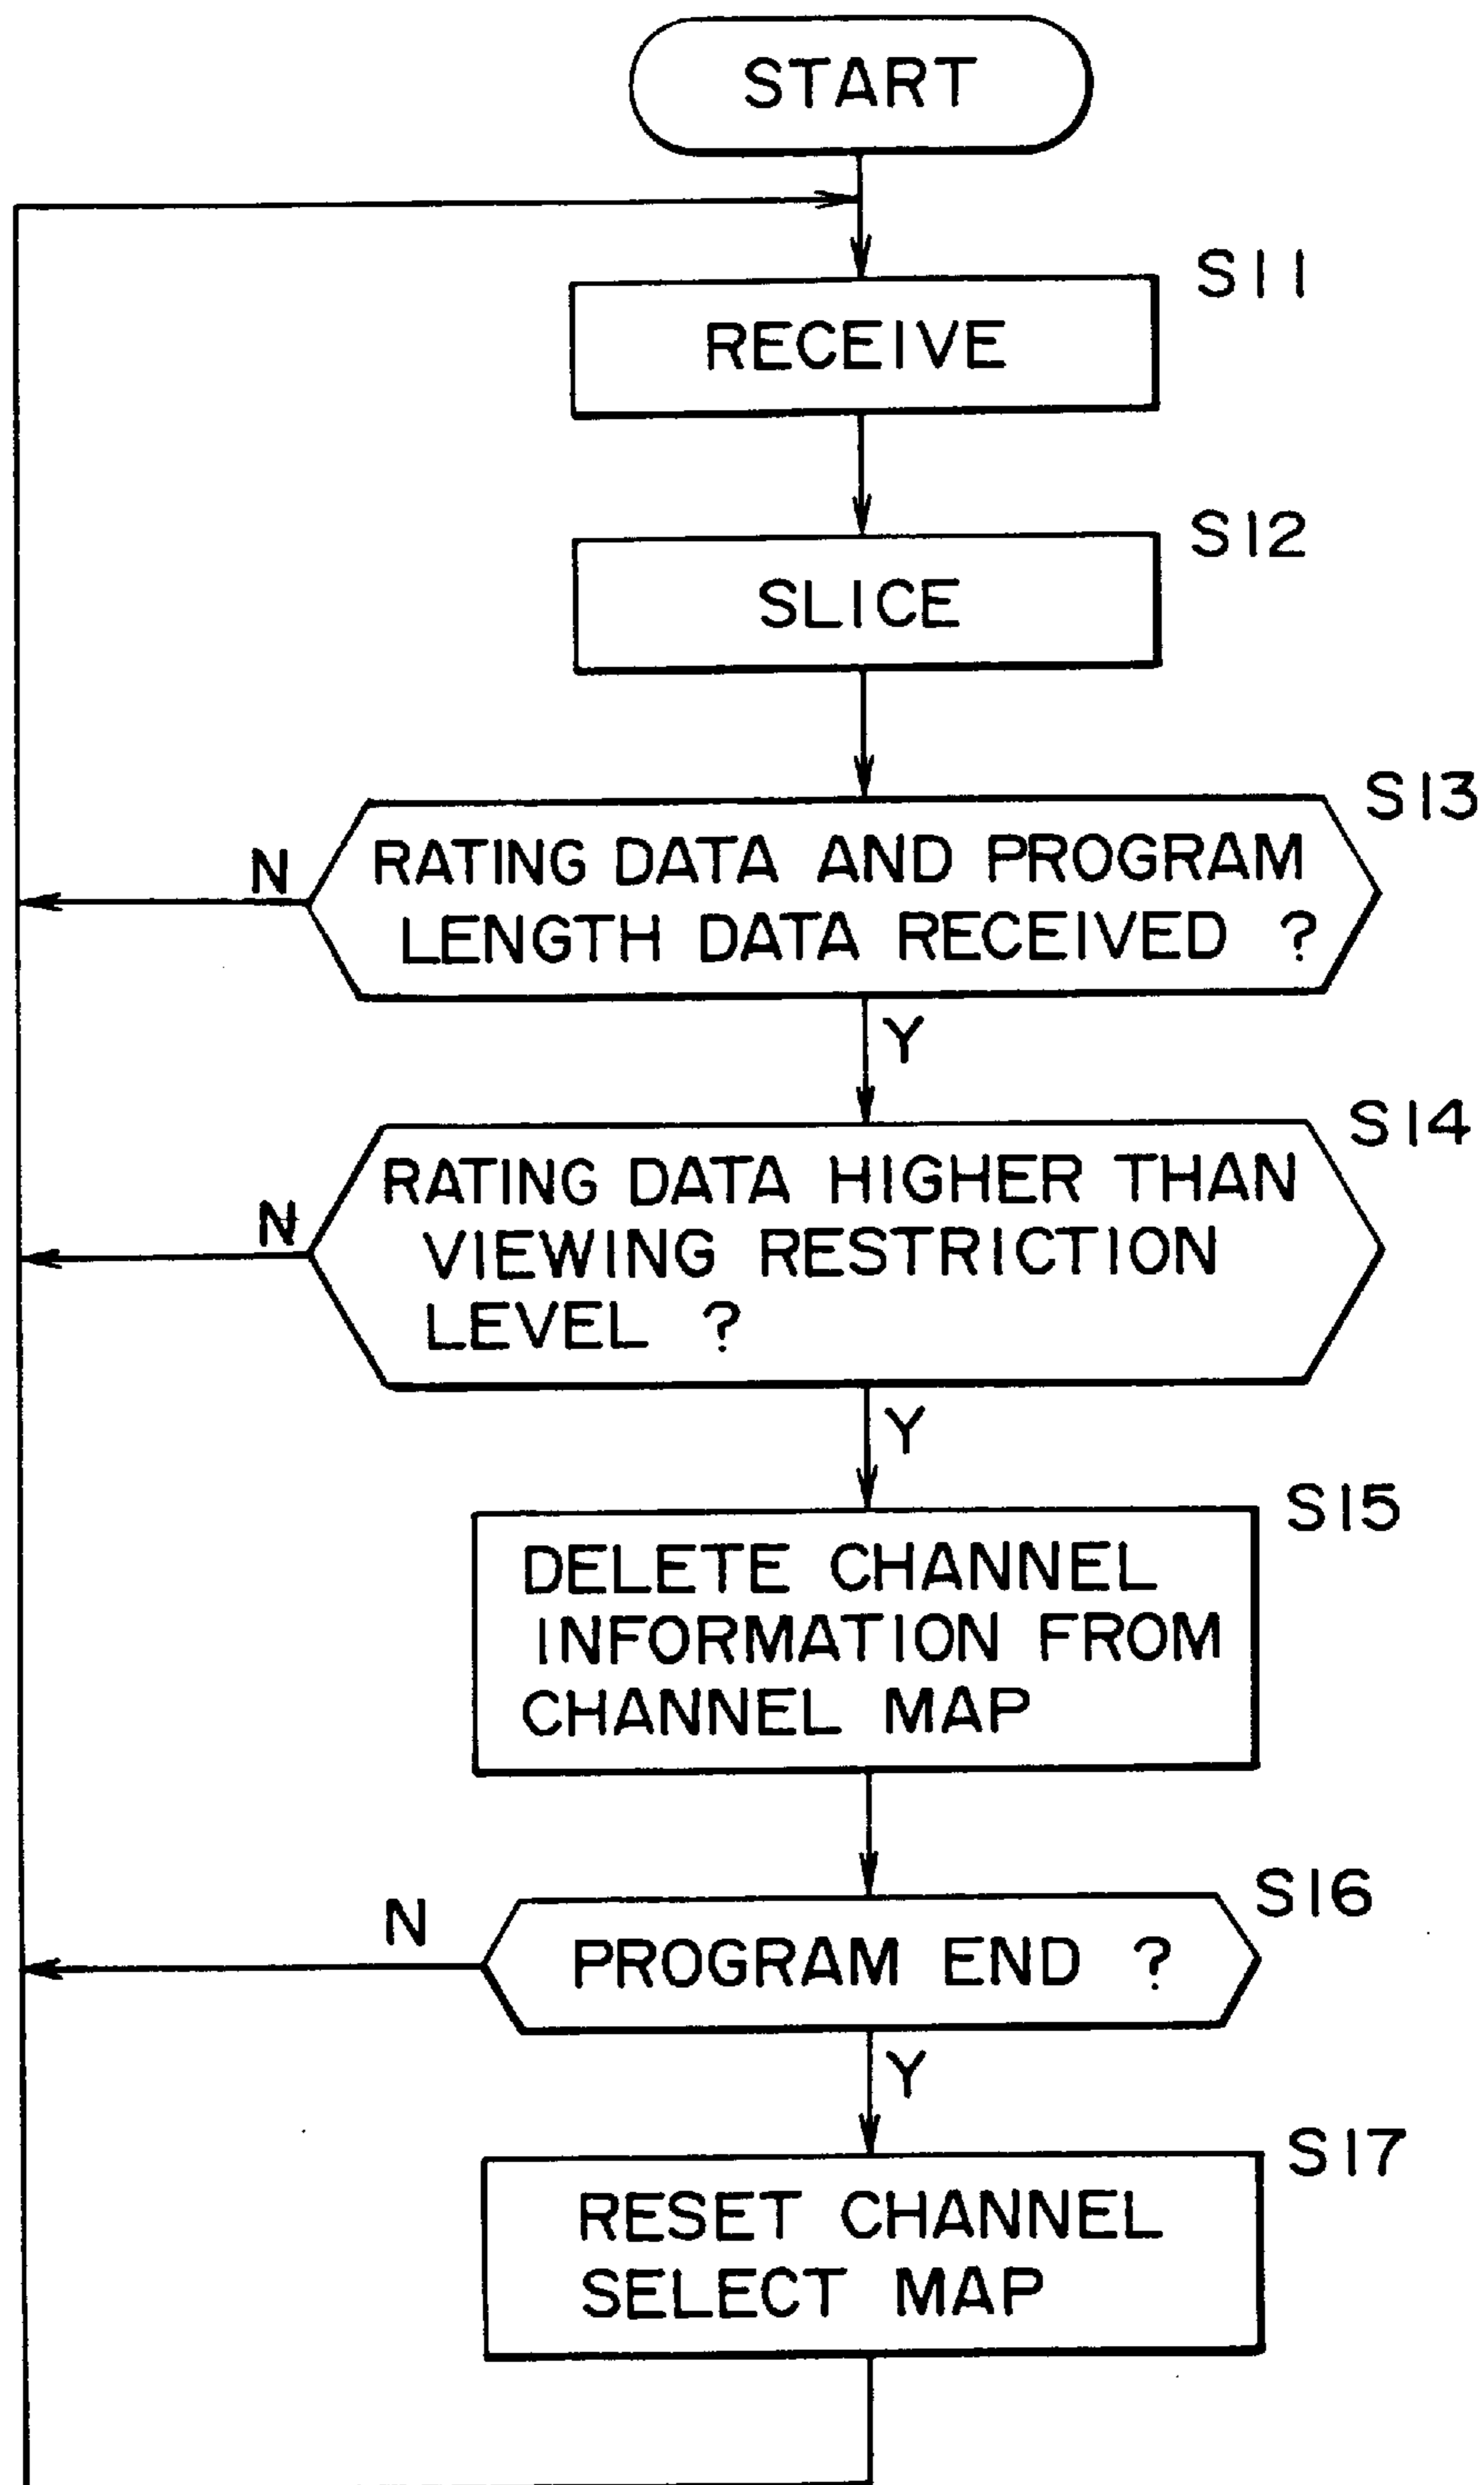 START
S11
RECEIVE
S12
SLICE
S13
N
RATING DATA AND PROGRAM
LENGTH DATA RECEIVED ?
Y
S14
N
RATING DATA HIGHER THAN
VIEWING RESTRICTION
LEVEL ?
Y
S15
DELETE CHANNEL
INFORMATION FROM
CHANNEL MAP
S16
N
PROGRAM END ?
Y
S17
RESET CHANNEL
SELECT MAP